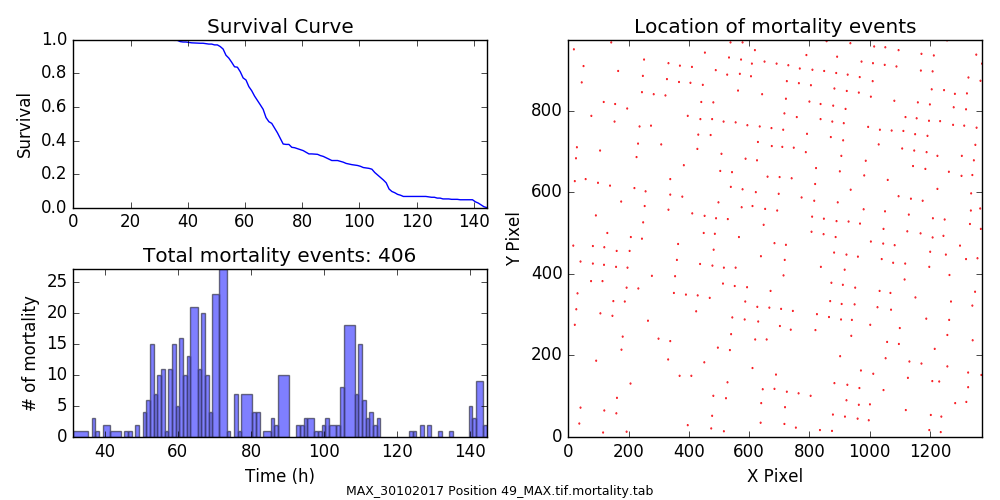 Survival Curve
1.0
0.8
0.6
0.4
0.2
0.0
Survival
0 20 40 60 80 100 120 140
Total mortality events: 406
25
20
15
10
5
0
# of mortality
40 60 80 100 120 140
Time (h)
Location of mortality events
800
600
400
200
0
Y Pixel
0 200 400 600 800 1000 1200
X Pixel
MAX_30102017 Position 49_MAX.tif.mortality.tab